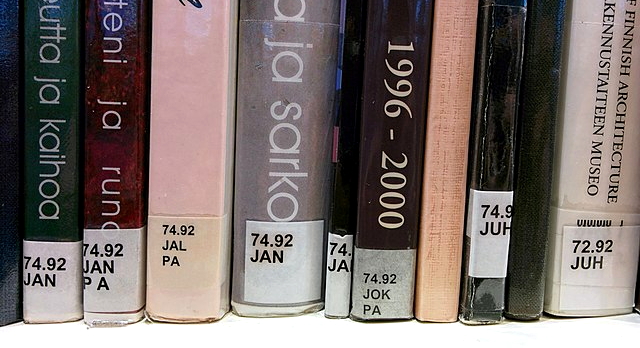 utta ja kaihoa
74.92
JAN
teni ja runo
74.92
JAN
P A
74.92
JAL
PA
a ja sarko
74.92
JAN
74.
JA
1996 - 2000
74.92
JOK
PA
74.9
JUH
F FINNISH ARCHITECTURE
KENNUSTAITEEN MUSEO
72.92
JUH